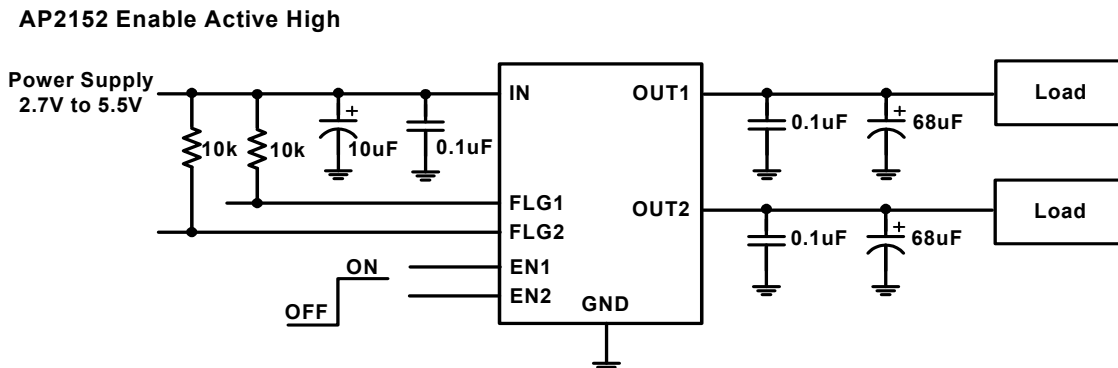 AP2152 Enable Active High
Power Supply
2.7V to 5.5V
IN
OUT1
Load
10k
10k
+
10uF
0.1uF
0.1uF
+
68uF
FLG1
FLG2
OUT2
Load
0.1uF
+
68uF
ON
OFF
EN1
EN2
GND